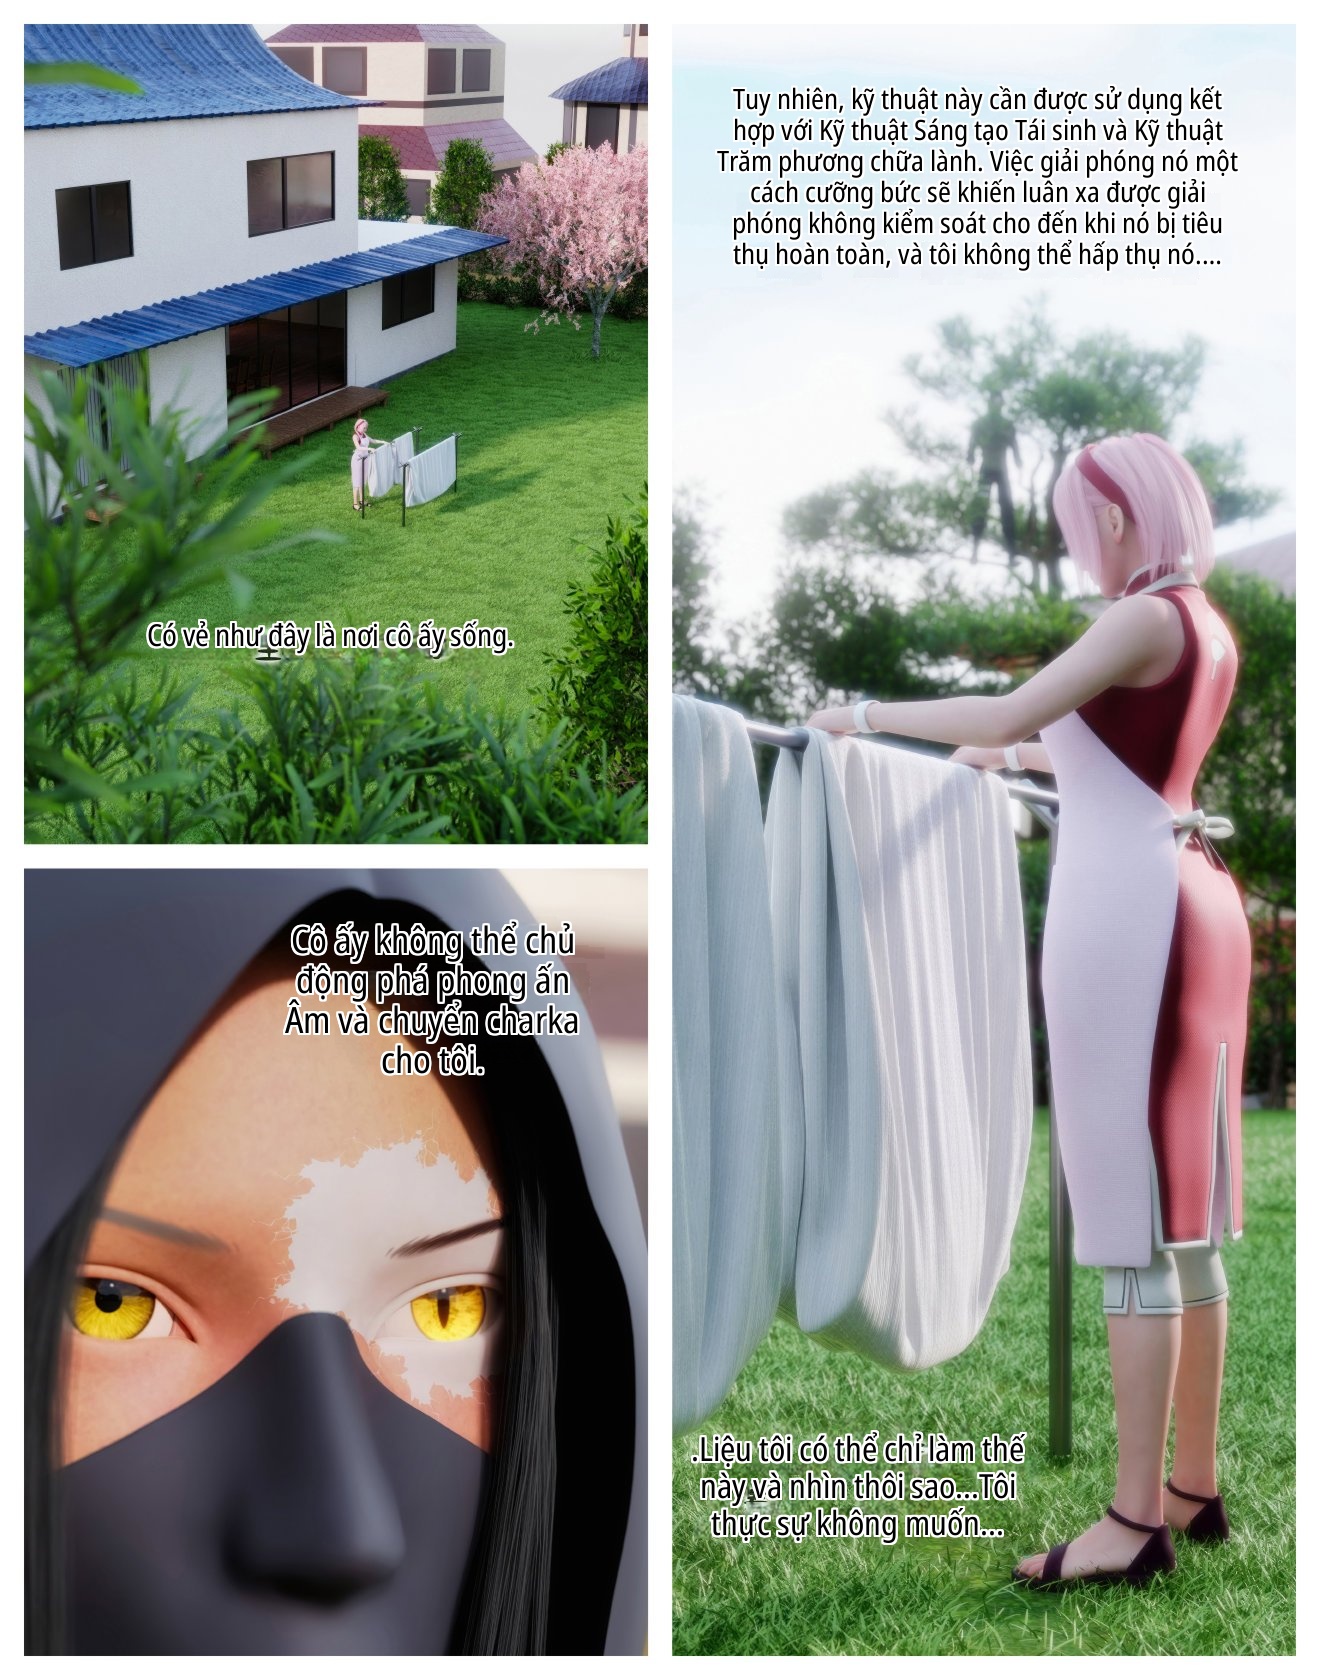 Có vẻ như đây là nơi cô ấy sống.
Cô ấy không thể chủ
động phá phong ấn
Âm và chuyển charka
cho tôi.
Tuy nhiên, kỹ thuật này cần được sử dụng kết
hợp với Kỹ thuật Sáng tạo Tái sinh và Kỹ thuật
Trăm phương chữa lành. Việc giải phóng nó một
cách cưỡng bức sẽ khiến luân xa được giải
phóng không kiểm soát cho đến khi nó bị tiêu
thụ hoàn toàn, và tôi không thể hấp thụ nó....
.Liệu tôi có thể chỉ làm thế
này và nhìn thôi sao...Tôi
thực sự không muốn...